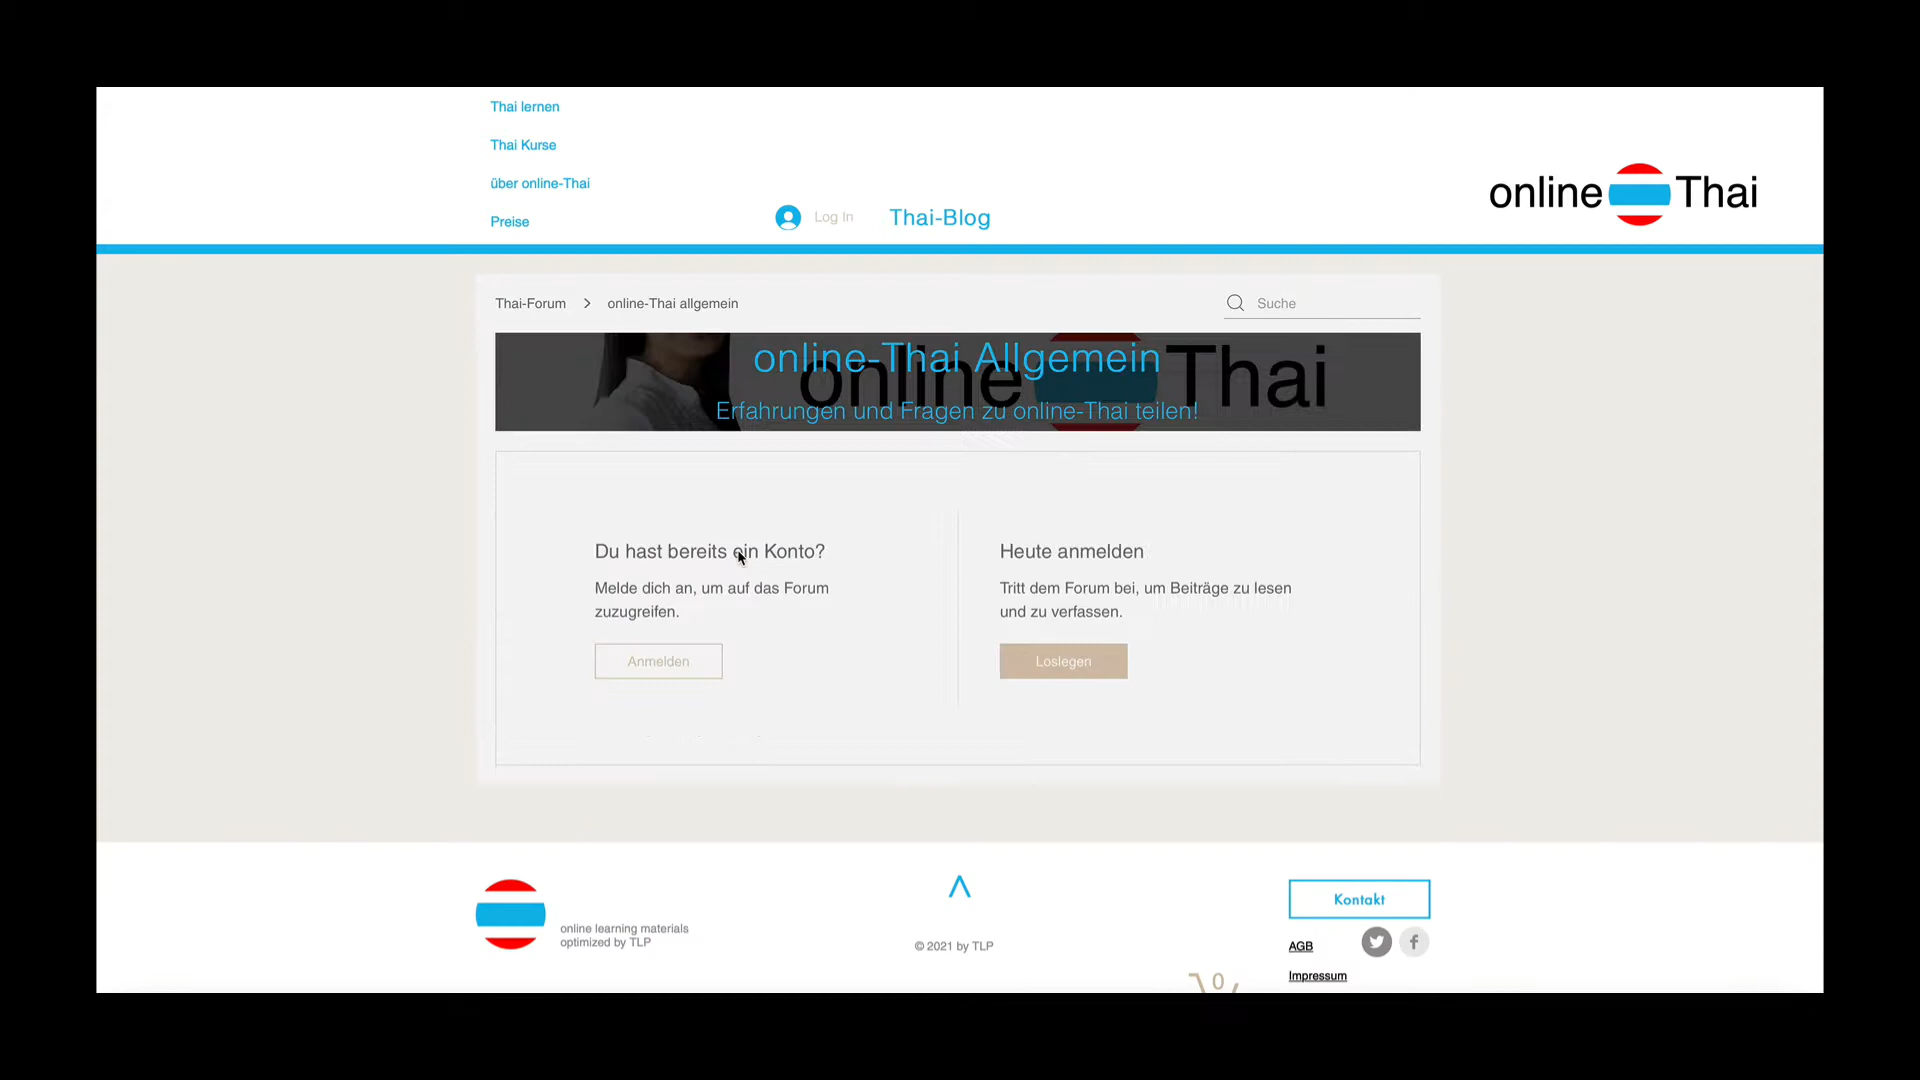 Thai lernen
Thai Kurse
über online-Thai
Preise
Log In
Thai-Blog
online Thai
Thai-Forum > online-Thai allgemein
Suche
online Thai
online-Thai Allgemein
Erfahrungen und Fragen zu online-Thai teilen!
Du hast bereits ein Konto?
Melde dich an, um auf das Forum
zuzugreifen.
Anmelden
Heute anmelden
Tritt dem Forum bei, um Beiträge zu lesen
und zu verfassen.
Loslegen
online learning materials
optimized by TLP
© 2021 by TLP
Kontakt
AGB
Impressum
0